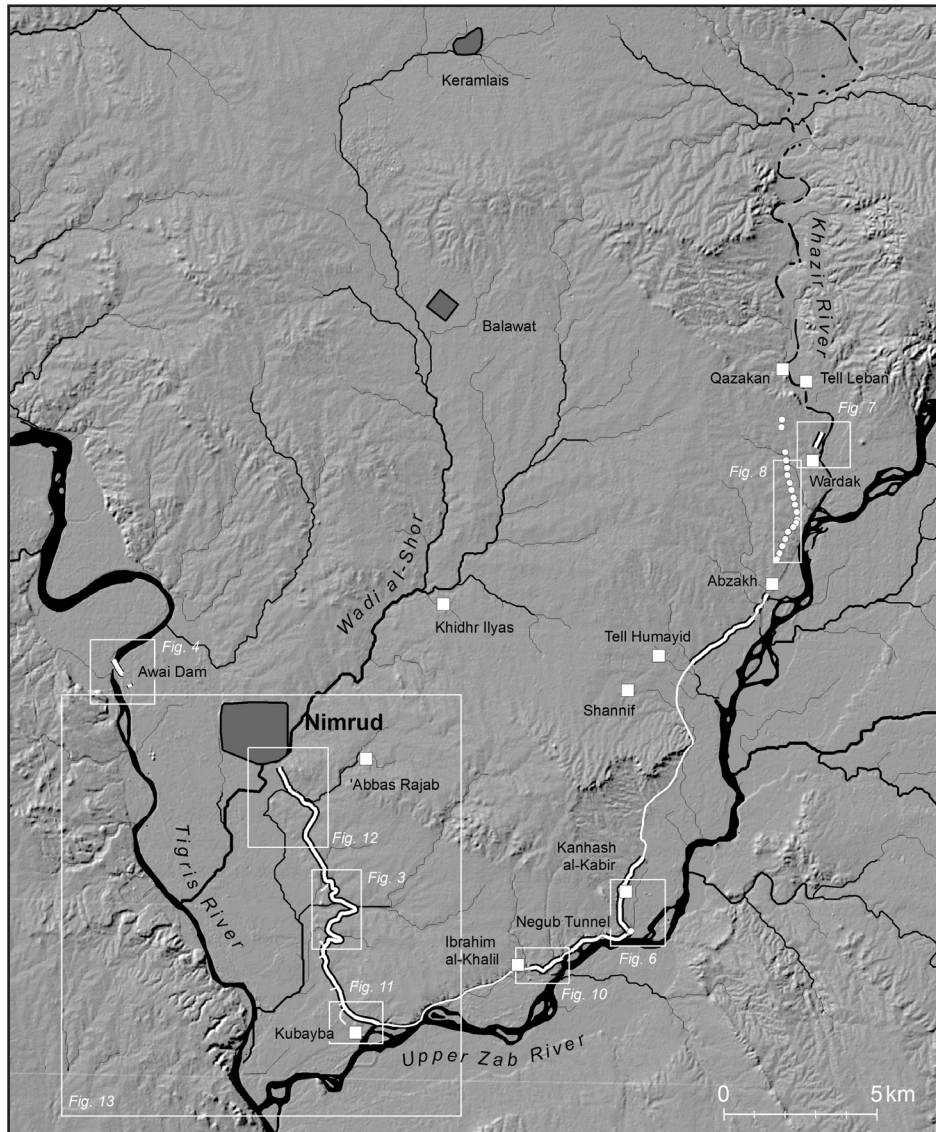 Keramlais
Khazir River
Balawat
Qazakan
Tell Leban
Fig. 7
Fig. 8
Wardak
Wadi al-Shor
Abzakh
Khidhr Ilyas
Fig. 4
Awai Dam
Tell Humayid
Shannif
Nimrud
'Abbas Rajab
Fig. 12
Tigris River
Kanhash
al-Kabir
Fig. 3
Negub Tunnel
Ibrahim
al-Khalil
Fig. 6
Fig. 10
Fig. 11
Kubayba
Upper Zab River
Fig. 13
0 5 km